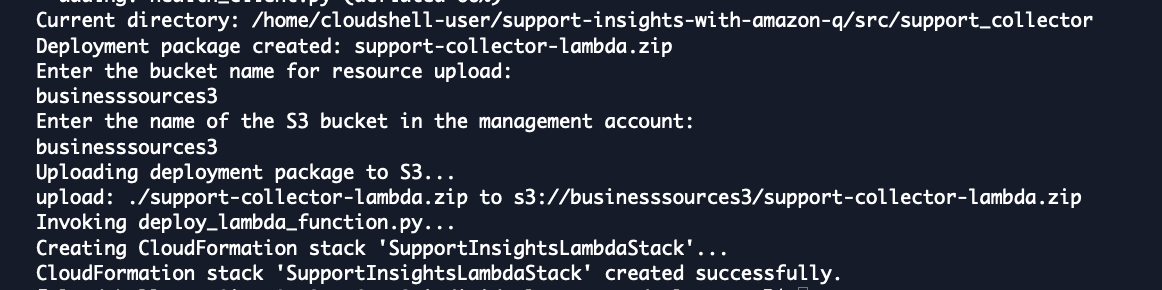 Current directory: /home/cloudshell-user/support-insights-with-amazon-q/src/support_collector
Deployment package created: support-collector-lambda.zip
Enter the bucket name for resource upload:
businesssources3
Enter the name of the S3 bucket in the management account:
businesssources3
Uploading deployment package to S3...
upload: ./support-collector-lambda.zip to s3://businesssources3/support-collector-lambda.zip
Invoking deploy_lambda_function.py...
Creating CloudFormation stack 'SupportInsightsLambdaStack'...
CloudFormation stack 'SupportInsightsLambdaStack' created successfully.